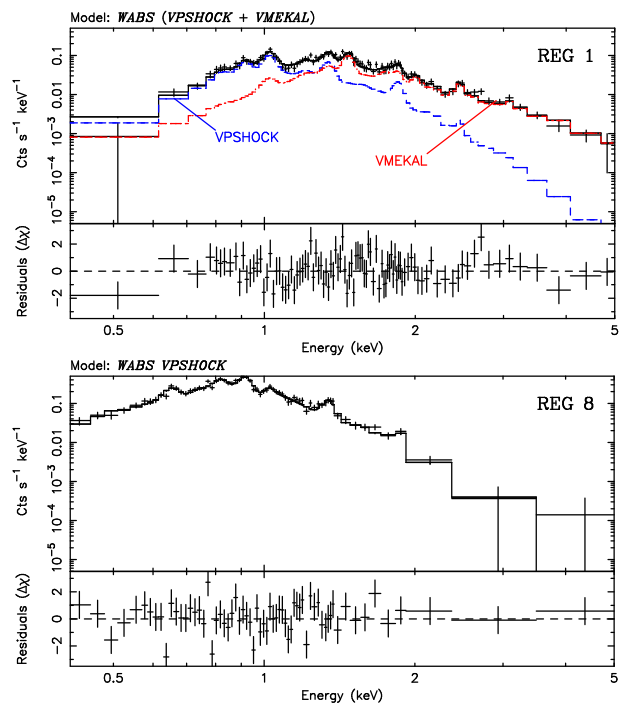 Model: WABS (VPSHOCK + VMEKAL)
REG 1
Cts s⁻¹ keV⁻¹
0.1
0.01
10⁻³
10⁻⁴
10⁻⁵
VPSHOCK
VMEKAL
Residuals (Δχ)
2
0
−2
0.5 1 2 5
Energy (keV)
Model: WABS VPSHOCK
REG 8
Cts s⁻¹ keV⁻¹
0.1
0.01
10⁻³
10⁻⁴
10⁻⁵
Residuals (Δχ)
2
0
−2
0.5 1 2 5
Energy (keV)